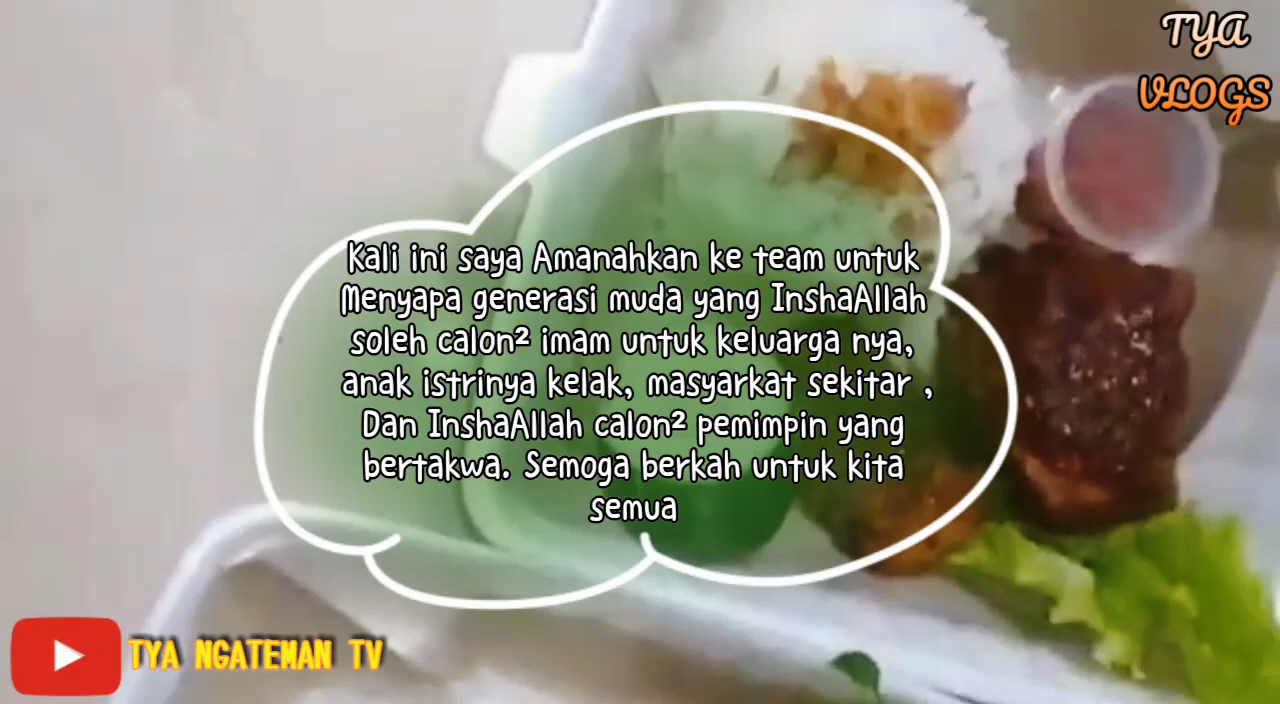 TYA
VLOGS
Kali ini saya Amanahkan ke team untuk
Menyapa generasi muda yang InshaAllah
soleh calon² imam untuk keluarga nya,
anak istrinya kelak, masyarkat sekitar ,
Dan InshaAllah calon² pemimpin yang
bertakwa. Semoga berkah untuk kita
semua
TYA NGATEMAN TV